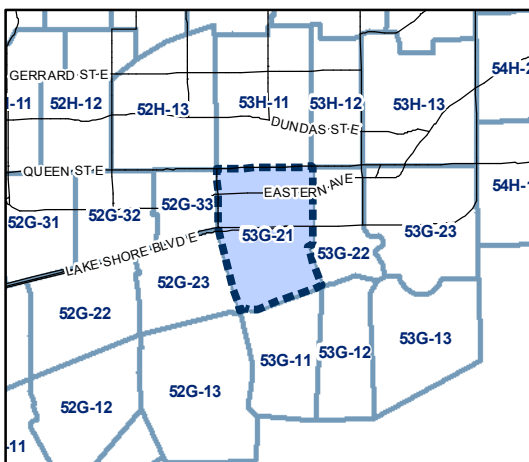 54H-2
GERRARD ST E
I-11
52H-12
52H-13
53H-11
53H-12
53H-13
DUNDAS ST E
QUEEN ST E
54H-1
EASTERN AVE
52G-31
52G-32
52G-33
53G-21
53G-22
53G-23
LAKE SHORE BLVD E
52G-22
52G-23
53G-11
53G-12
53G-13
52G-12
52G-13
-11